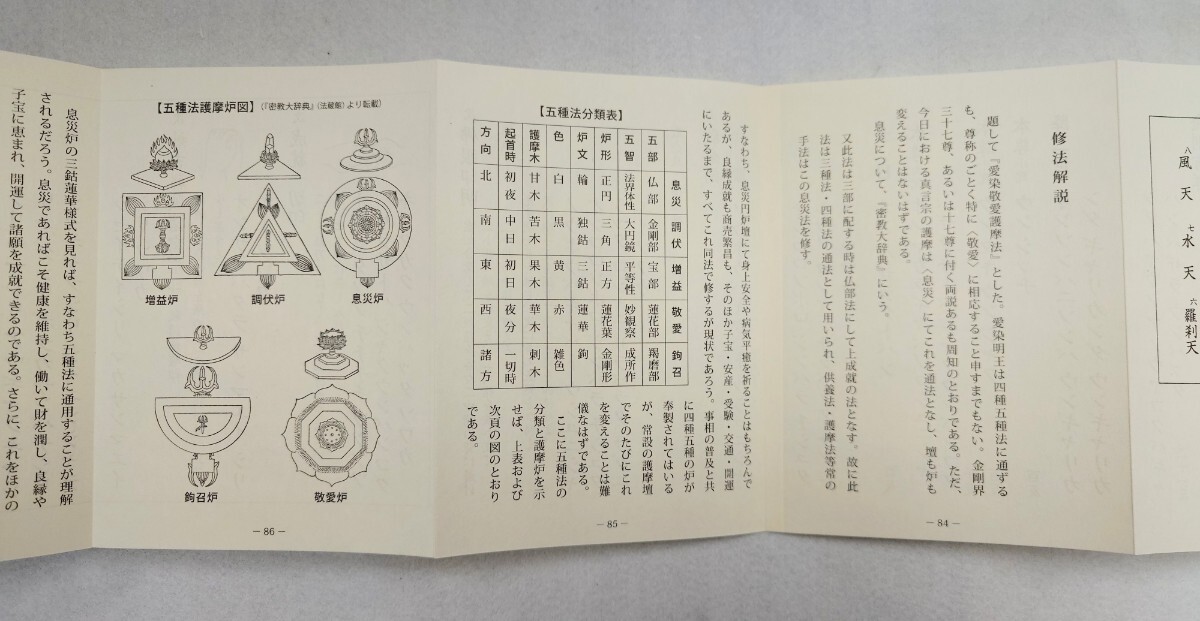 八 風天
七 水天
六 羅刹天
修法解説
題して『愛染敬愛護摩法』とした。愛染明王は四種五種法に通ずる
も、尊称のごとく特に〈敬愛〉に相応すること申すまでもない。金剛界
三十七尊、あるいは十七尊に付く両説あるも周知のとおりである。ただ、
今日における真言宗の護摩は〈息災〉にてこれを通法となし、壇も炉も
変えることはないはずである。
息災について、『密教大辞典』にいう。
又此法は三部に配する時は仏部法にして上成就の法となす。故に此
法は三種法・四種法の通法として用いられ、供養法・護摩法等常の
手法はこの息災法を修す。
─ 84 ─
すなわち、息災円炉壇にて身上安全や病気平癒を祈ることはもちろんで
あるが、良縁成就も商売繁昌も、そのほか子宝・安産・受験・交通・開運
にいたるまで、すべてこれ同法で修するが現状であろう。事相の普及と共
に四種五種の炉が
奉製されてはいる
が、常設の護摩壇
でそのたびにこれ
を変えることは難
儀なはずである。
ここに五種法の
分類と護摩炉を示
せば、上表および
次頁の図のとおり
である。
【五種法分類表】
息災 調伏 増益 敬愛 鉤召
五部 仏部 金剛部 宝部 蓮花部 羯磨部
五智 法界体性 大円鏡 平等性 妙観察 成所作
炉形 正円 三角 正方 蓮花葉 金剛形
炉文 輪 独鈷 三鈷 蓮華 鉤
色 白 黒 黄 赤 雑色
護摩木 甘木 苦木 果木 華木 刺木
起首時 初夜 中日 初日 夜分 一切時
方向 北 南 東 西 諸方
─ 85 ─
【五種法護摩炉図】(『密教大辞典』(法蔵館)より転載)
息災炉
調伏炉
増益炉
敬愛炉
鉤召炉
─ 86 ─
息災炉の三鈷蓮華様式を見れば、すなわち五種法に通用することが理解
されるだろう。息災であればこそ健康を維持し、働いて財を潤し、良縁や
子宝に恵まれ、開運して諸願を成就できるのである。さらに、これをほかの